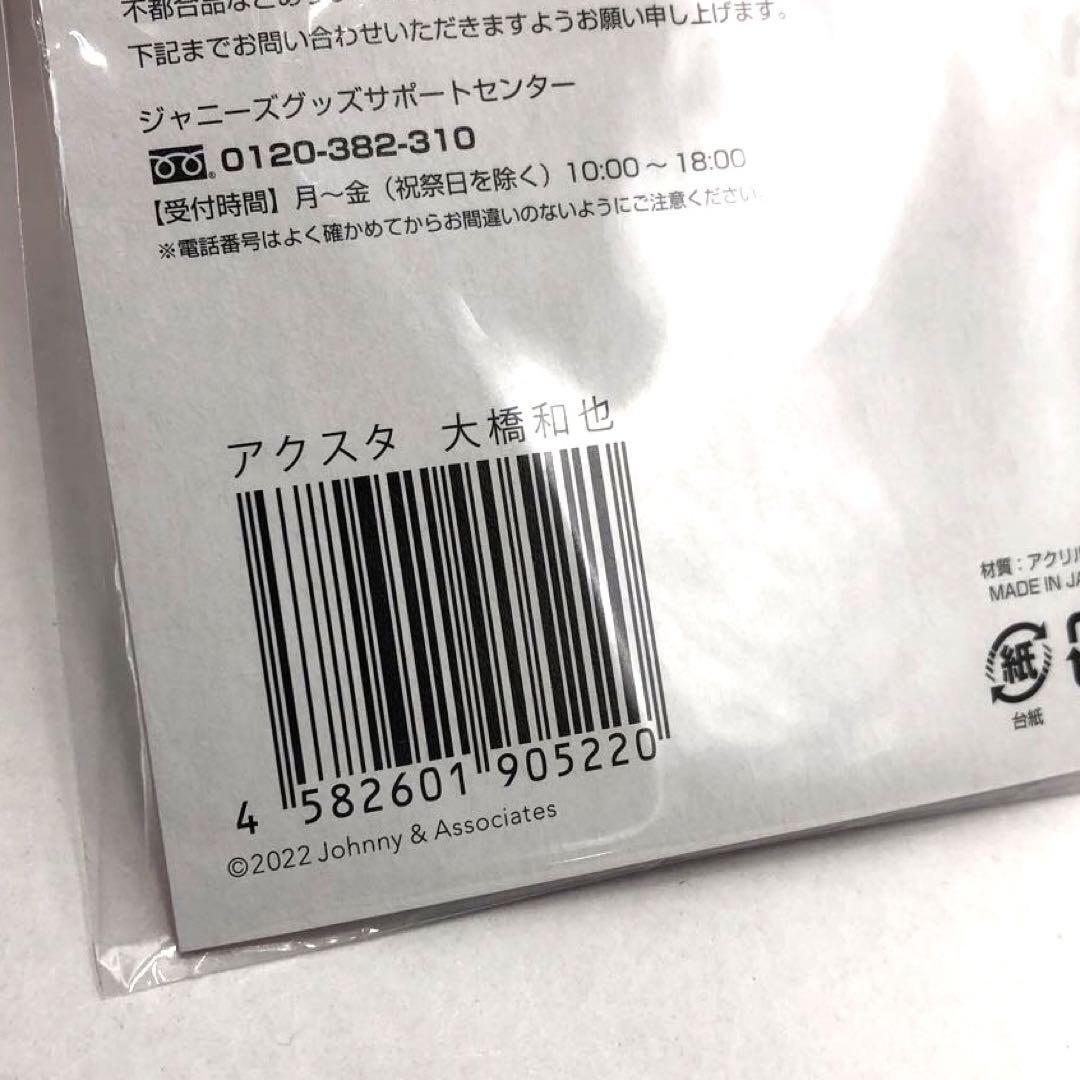 不都合品など
下記までお問い合わせいただきますようお願い申し上げます。
ジャニーズグッズサポートセンター
0120-382-310
【受付時間】月～金（祝祭日を除く）10:00～18:00
※電話番号はよく確かめてからお間違いのないようにご注意ください。
アクスタ 大橋和也
4 582601 905220
©2022 Johnny & Associates
材質：アクリル
MADE IN JA
紙
台紙